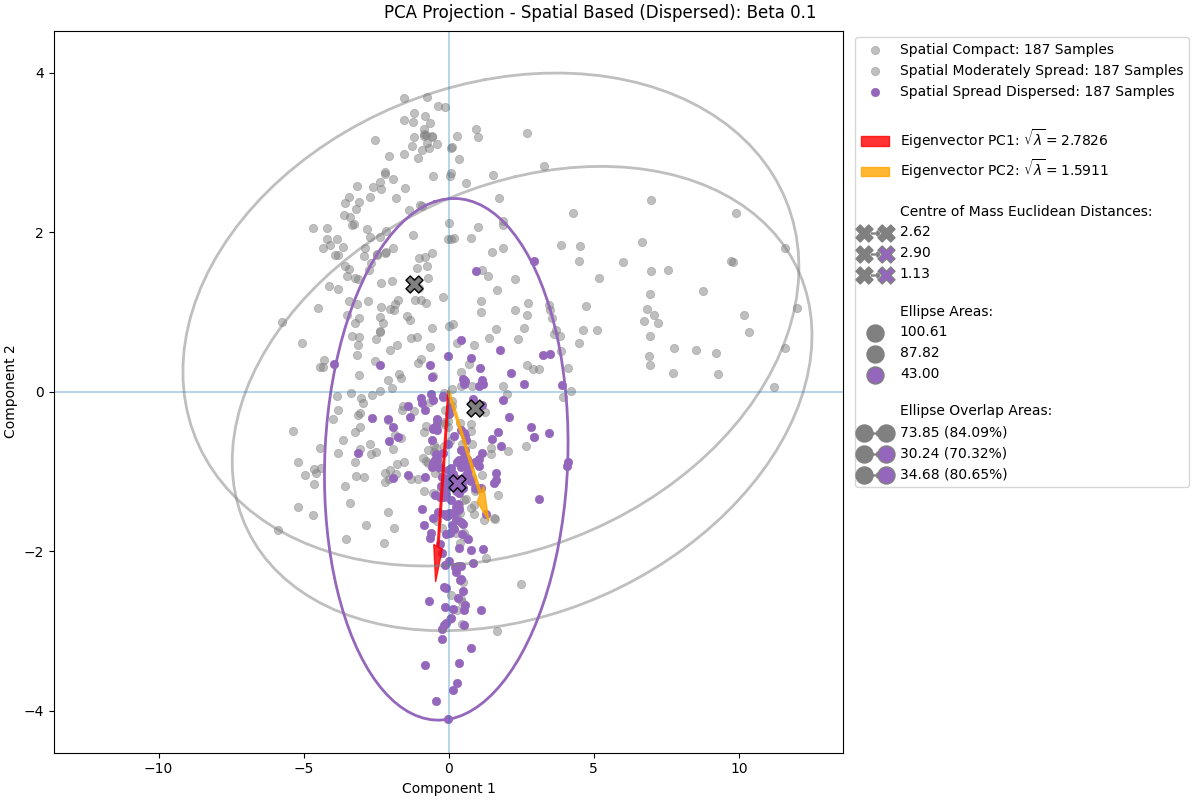 PCA Projection - Spatial Based (Dispersed): Beta 0.1
Component 2
4
2
0
−2
−4
−10
−5
0
5
10
Component 1
Spatial Compact: 187 Samples
Spatial Moderately Spread: 187 Samples
Spatial Spread Dispersed: 187 Samples
Eigenvector PC1: √λ = 2.7826
Eigenvector PC2: √λ = 1.5911
Centre of Mass Euclidean Distances:
2.62
2.90
1.13
Ellipse Areas:
100.61
87.82
43.00
Ellipse Overlap Areas:
73.85 (84.09%)
30.24 (70.32%)
34.68 (80.65%)